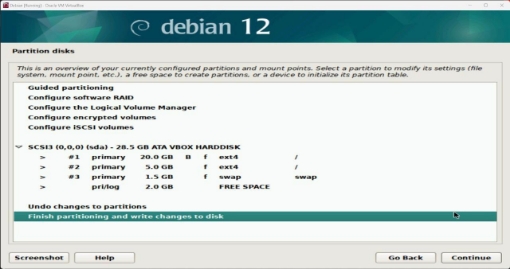 Debian [Running] - Oracle VM VirtualBox
debian 12
Partition disks
This is an overview of your currently configured partitions and mount points. Select a partition to modify its settings (file
system, mount point, etc.), a free space to create partitions, or a device to initialize its partition table.
Guided partitioning
Configure software RAID
Configure the Logical Volume Manager
Configure encrypted volumes
Configure iSCSI volumes
SCSI3 (0,0,0) (sda) - 28.5 GB ATA VBOX HARDDISK
> #1 primary 20.0 GB B f ext4 /
> #2 primary 5.0 GB f ext4 /
> #3 primary 1.5 GB f swap swap
> pri/log 2.0 GB FREE SPACE
Undo changes to partitions
Finish partitioning and write changes to disk
Screenshot Help Go Back Continue